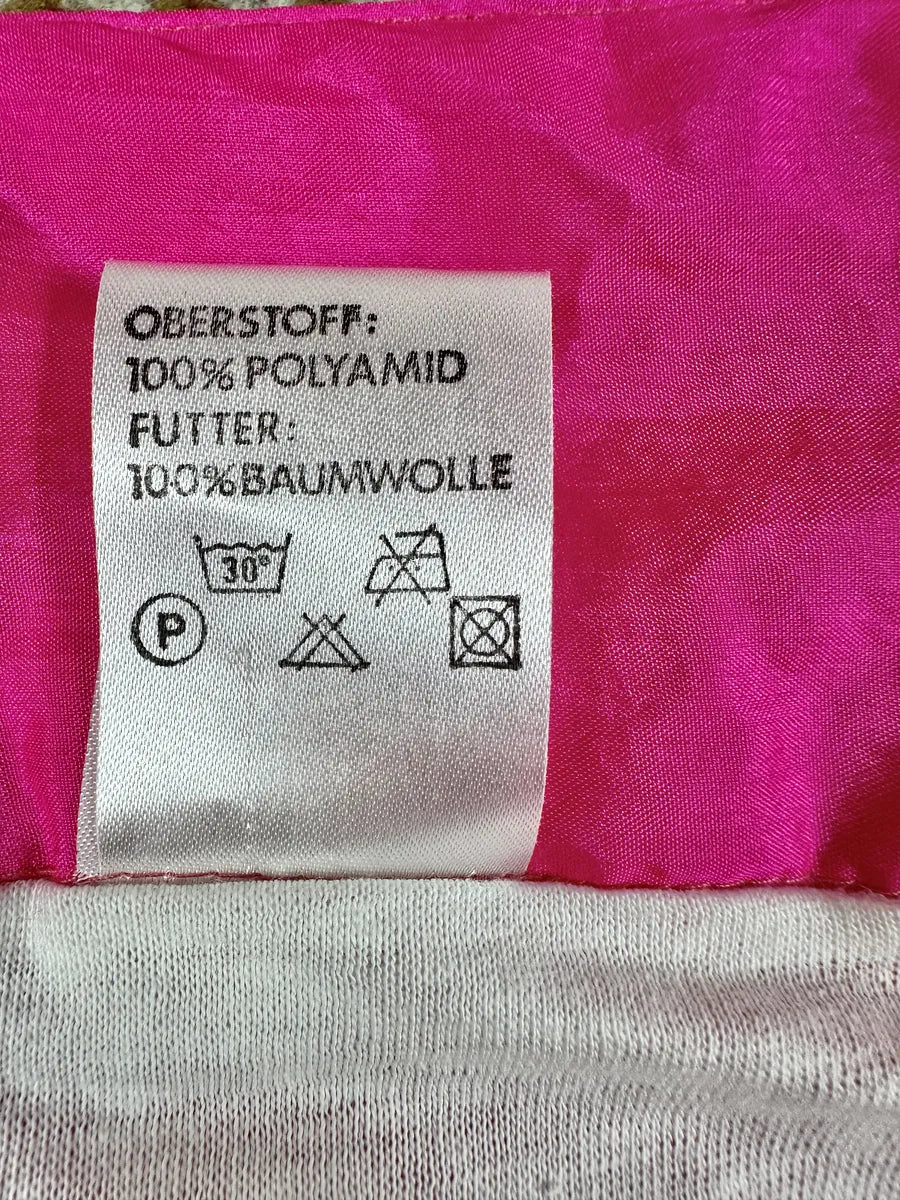 OBERSTOFF:
100% POLYAMID
FUTTER:
100% BAUMWOLLE
30°
P